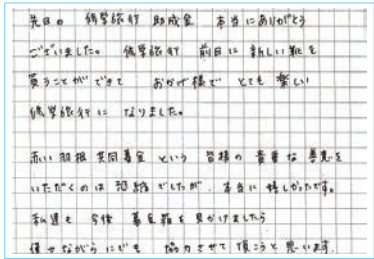 先日の 修学旅行 助成金 本当にありがとう
ございました。 修学旅行 前日に 新しい靴を
買うことができて おかげ様で とても 楽しい
修学旅行に なりました。
赤い羽根 共同募金 という 皆様の 貴重な 善意を
いただくのは 恐縮でしたが、本当に 嬉しかったです。
私達も 今後 募金箱を 見かけましたら
僅かながらにでも 協力させて 頂こうと 思います。